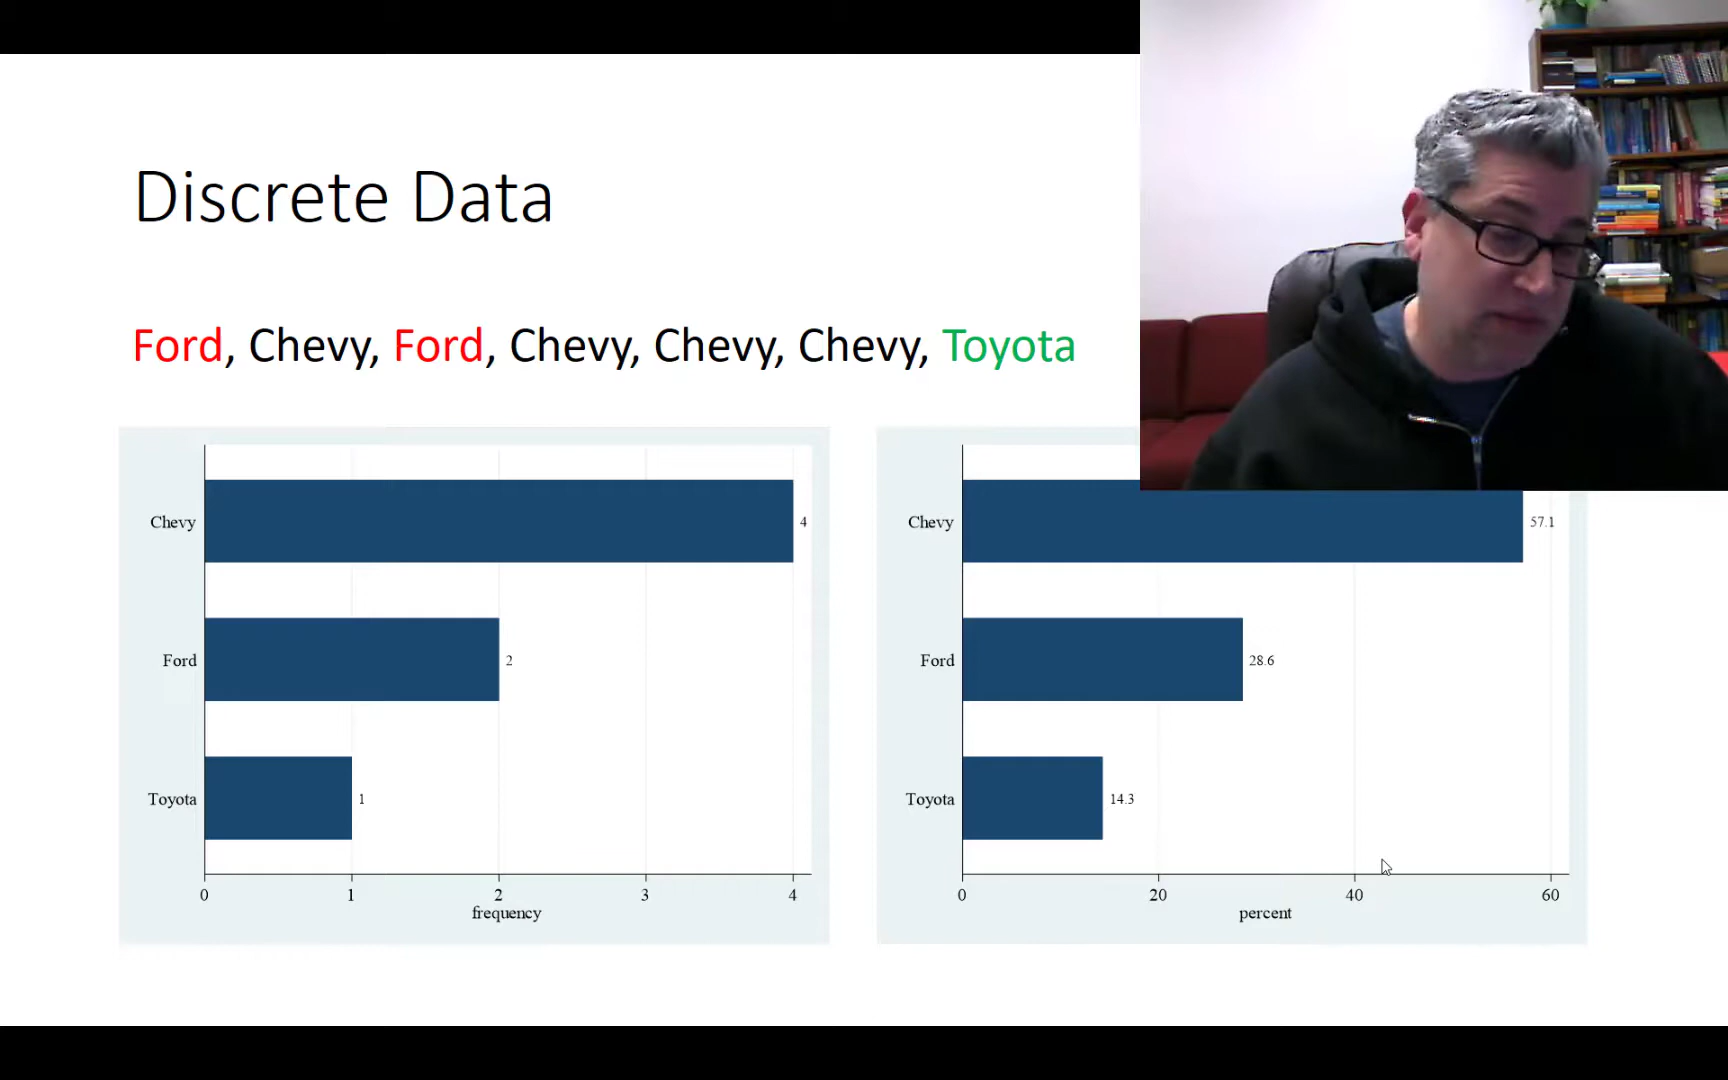 Discrete Data
Ford, Chevy, Ford, Chevy, Chevy, Chevy, Toyota
Chevy
4
Ford
2
Toyota
1
0 1 2 3 4
frequency
Chevy
57.1
Ford
28.6
Toyota
14.3
0 20 40 60
percent